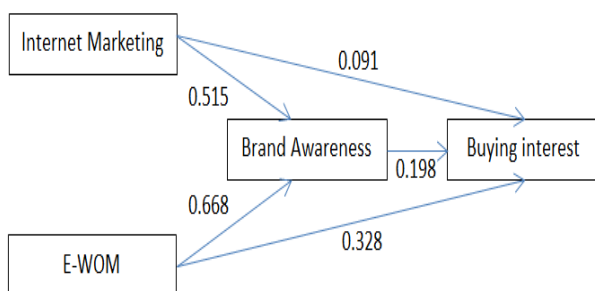 Internet Marketing
0.091
0.515
Brand Awareness
Buying interest
0.198
0.668
0.328
E-WOM